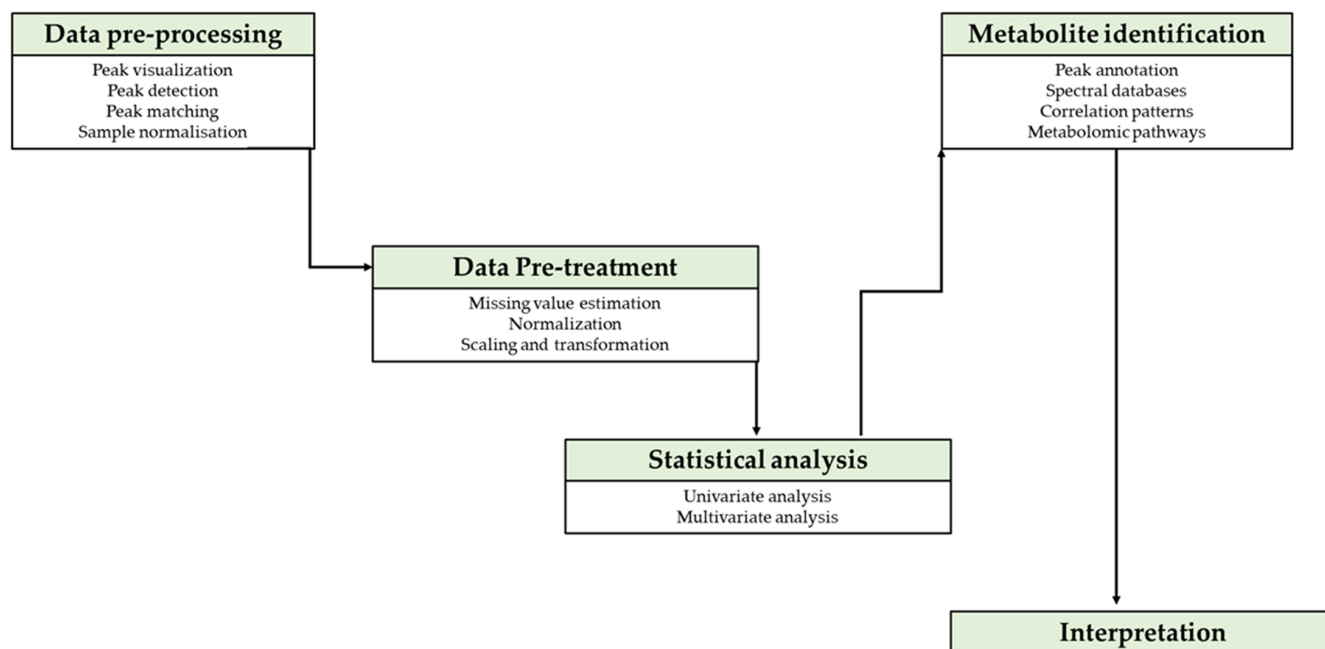 Data pre-processing
Peak visualization
Peak detection
Peak matching
Sample normalisation
Metabolite identification
Peak annotation
Spectral databases
Correlation patterns
Metabolomic pathways
Data Pre-treatment
Missing value estimation
Normalization
Scaling and transformation
Statistical analysis
Univariate analysis
Multivariate analysis
Interpretation